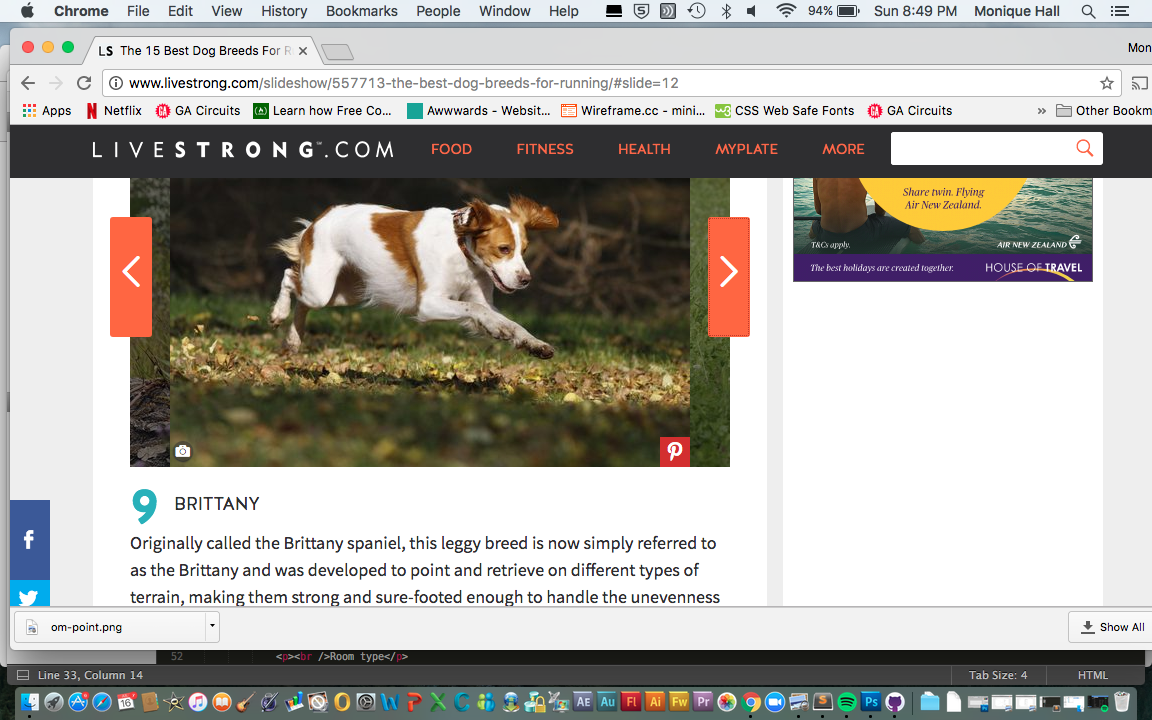 Chrome File Edit View History Bookmarks People Window Help 94% Sun 8:49 PM Monique Hall
LS The 15 Best Dog Breeds For R
Mon
www.livestrong.com/slideshow/557713-the-best-dog-breeds-for-running/#slide=12
Apps Netflix GA Circuits Learn how Free Co... Awwwards - Websit... Wireframe.cc - mini... CSS Web Safe Fonts GA Circuits » Other Bookm
LIVESTRONG.COM FOOD FITNESS HEALTH MYPLATE MORE
Share twin. Flying
Air New Zealand.
T&Cs apply. AIR NEW ZEALAND
The best holidays are created together. HOUSE OF TRAVEL
9 BRITTANY
Originally called the Brittany spaniel, this leggy breed is now simply referred to
as the Brittany and was developed to point and retrieve on different types of
terrain, making them strong and sure-footed enough to handle the unevenness
om-point.png
Show All
52 <p><br />Room type</p>
Line 33, Column 14 Tab Size: 4 HTML